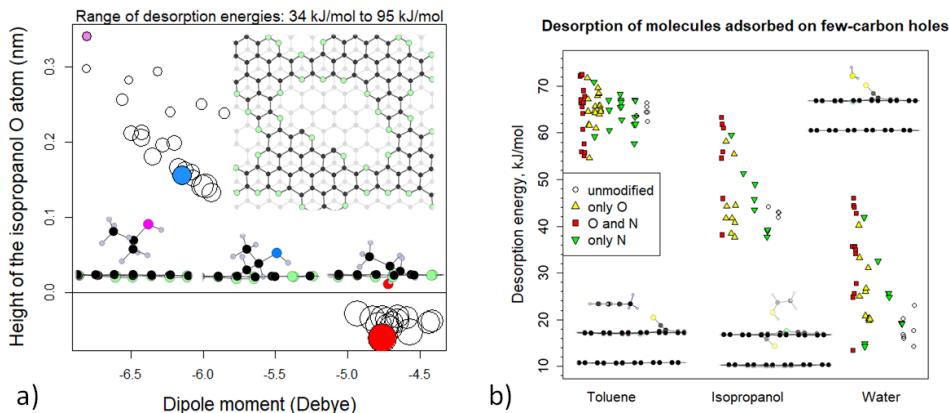 Range of desorption energies: 34 kJ/mol to 95 kJ/mol
Height of the isopropanol O atom (nm)
0.3
0.2
0.1
0.0
-6.5
-6.0
-5.5
-5.0
-4.5
Dipole moment (Debye)
a)
Desorption of molecules adsorbed on few-carbon holes
Desorption energy, kJ/mol
70
60
50
40
30
20
10
unmodified
only O
O and N
only N
Toluene
Isopropanol
Water
b)